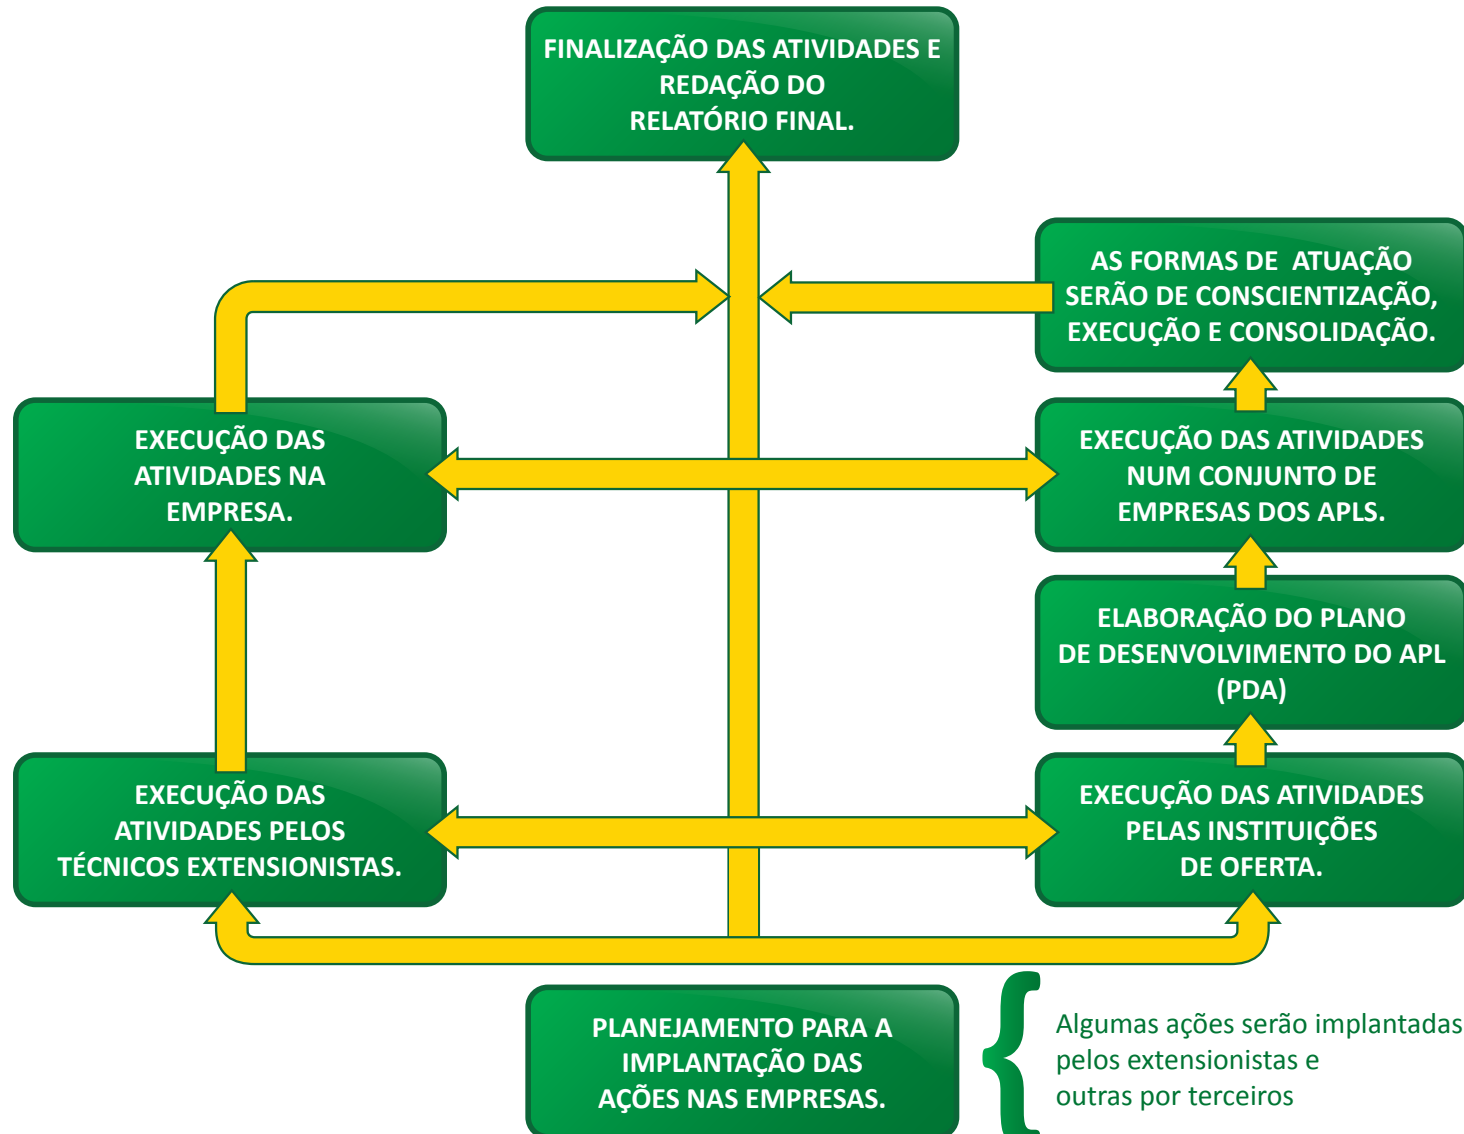 FINALIZAÇÃO DAS ATIVIDADES E
REDAÇÃO DO
RELATÓRIO FINAL.
AS FORMAS DE ATUAÇÃO
SERÃO DE CONSCIENTIZAÇÃO,
EXECUÇÃO E CONSOLIDAÇÃO.
EXECUÇÃO DAS
ATIVIDADES NA
EMPRESA.
EXECUÇÃO DAS ATIVIDADES
NUM CONJUNTO DE
EMPRESAS DOS APLS.
ELABORAÇÃO DO PLANO
DE DESENVOLVIMENTO DO APL
(PDA)
EXECUÇÃO DAS
ATIVIDADES PELOS
TÉCNICOS EXTENSIONISTAS.
EXECUÇÃO DAS ATIVIDADES
PELAS INSTITUIÇÕES
DE OFERTA.
PLANEJAMENTO PARA A
IMPLANTAÇÃO DAS
AÇÕES NAS EMPRESAS.
Algumas ações serão implantadas
pelos extensionistas e
outras por terceiros